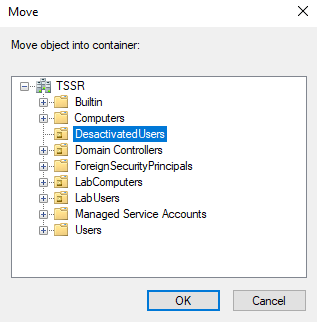 Move
Move object into container:
TSSR
Builtin
Computers
DesactivatedUsers
Domain Controllers
ForeignSecurityPrincipals
LabComputers
LabUsers
Managed Service Accounts
Users
OK Cancel